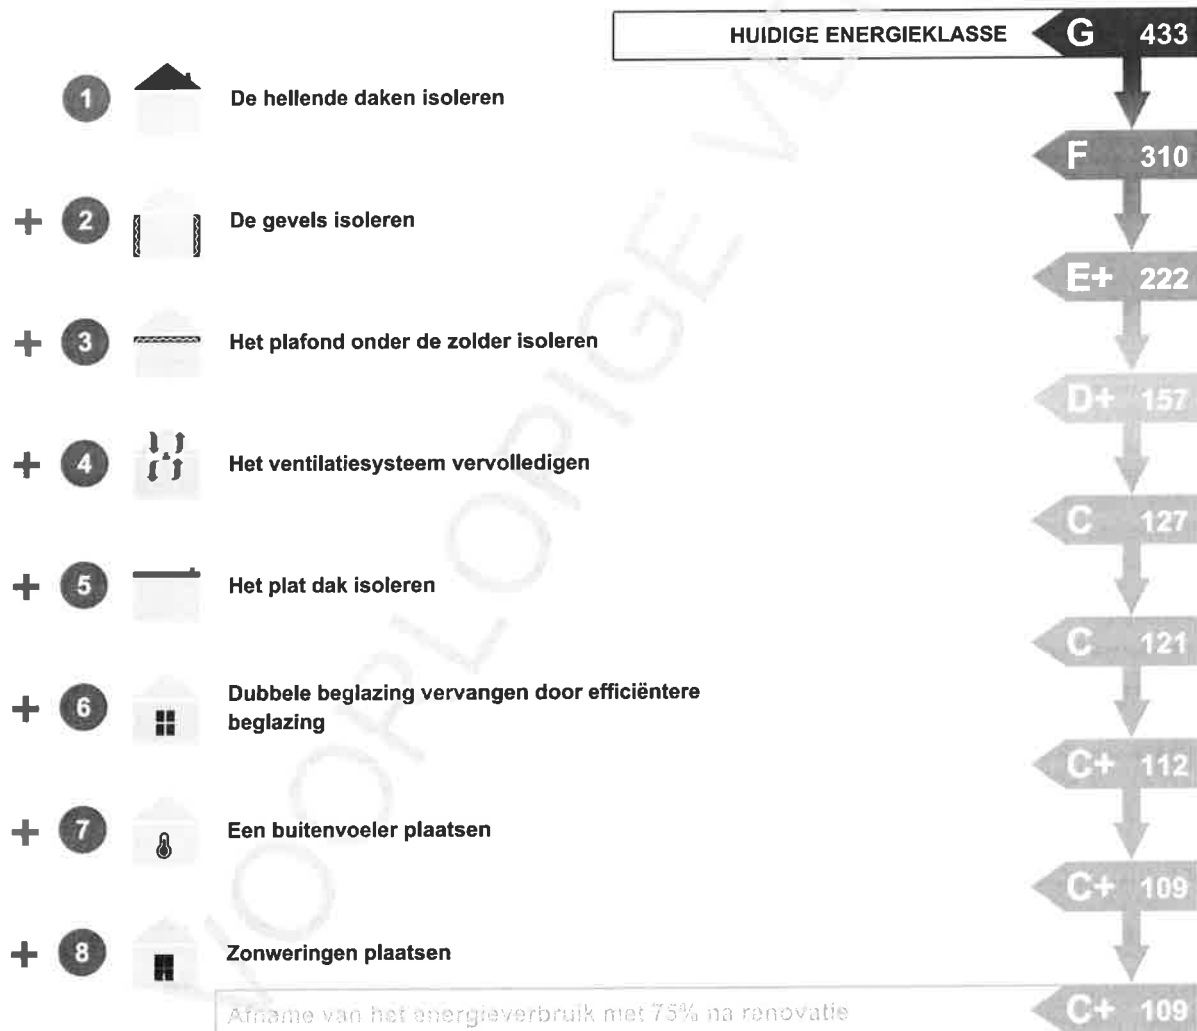 HUIDIGE ENERGIEKLASSE G 433
1 De hellende daken isoleren
F 310
+ 2 De gevels isoleren
E+ 222
+ 3 Het plafond onder de zolder isoleren
D+ 157
+ 4 Het ventilatiesysteem vervolledigen
C 127
+ 5 Het plat dak isoleren
C 121
+ 6 Dubbele beglazing vervangen door efficiëntere
beglazing
C+ 112
+ 7 Een buitenvoeler plaatsen
C+ 109
+ 8 Zonweringen plaatsen
Afname van het energieverbruik met 75% na renovatie C+ 109
VOORLOPIGE